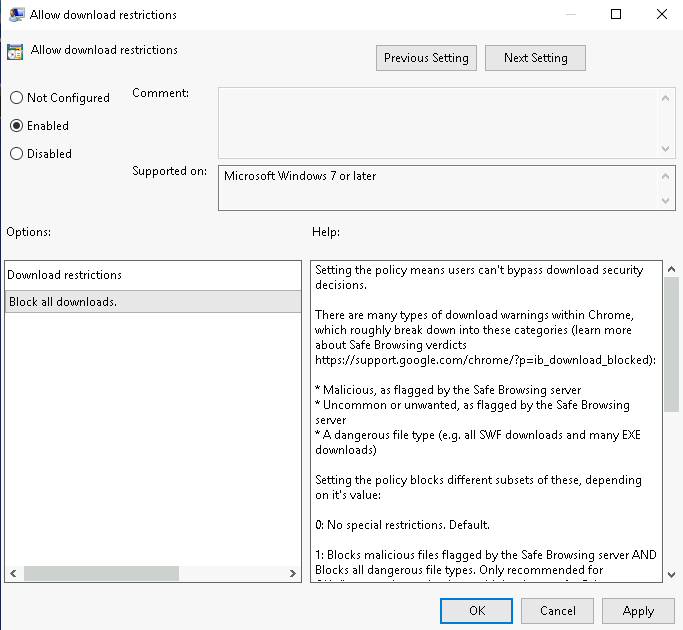 Allow download restrictions
Allow download restrictions
Previous Setting
Next Setting
Not Configured
Comment:
Enabled
Disabled
Supported on:
Microsoft Windows 7 or later
Options:
Help:
Download restrictions
Block all downloads.
Setting the policy means users can't bypass download security
decisions.
There are many types of download warnings within Chrome,
which roughly break down into these categories (learn more
about Safe Browsing verdicts
https://support.google.com/chrome/?p=ib_download_blocked):
* Malicious, as flagged by the Safe Browsing server
* Uncommon or unwanted, as flagged by the Safe Browsing
server
* A dangerous file type (e.g. all SWF downloads and many EXE
downloads)
Setting the policy blocks different subsets of these, depending
on it's value:
0: No special restrictions. Default.
1: Blocks malicious files flagged by the Safe Browsing server AND
Blocks all dangerous file types. Only recommended for
OK
Cancel
Apply